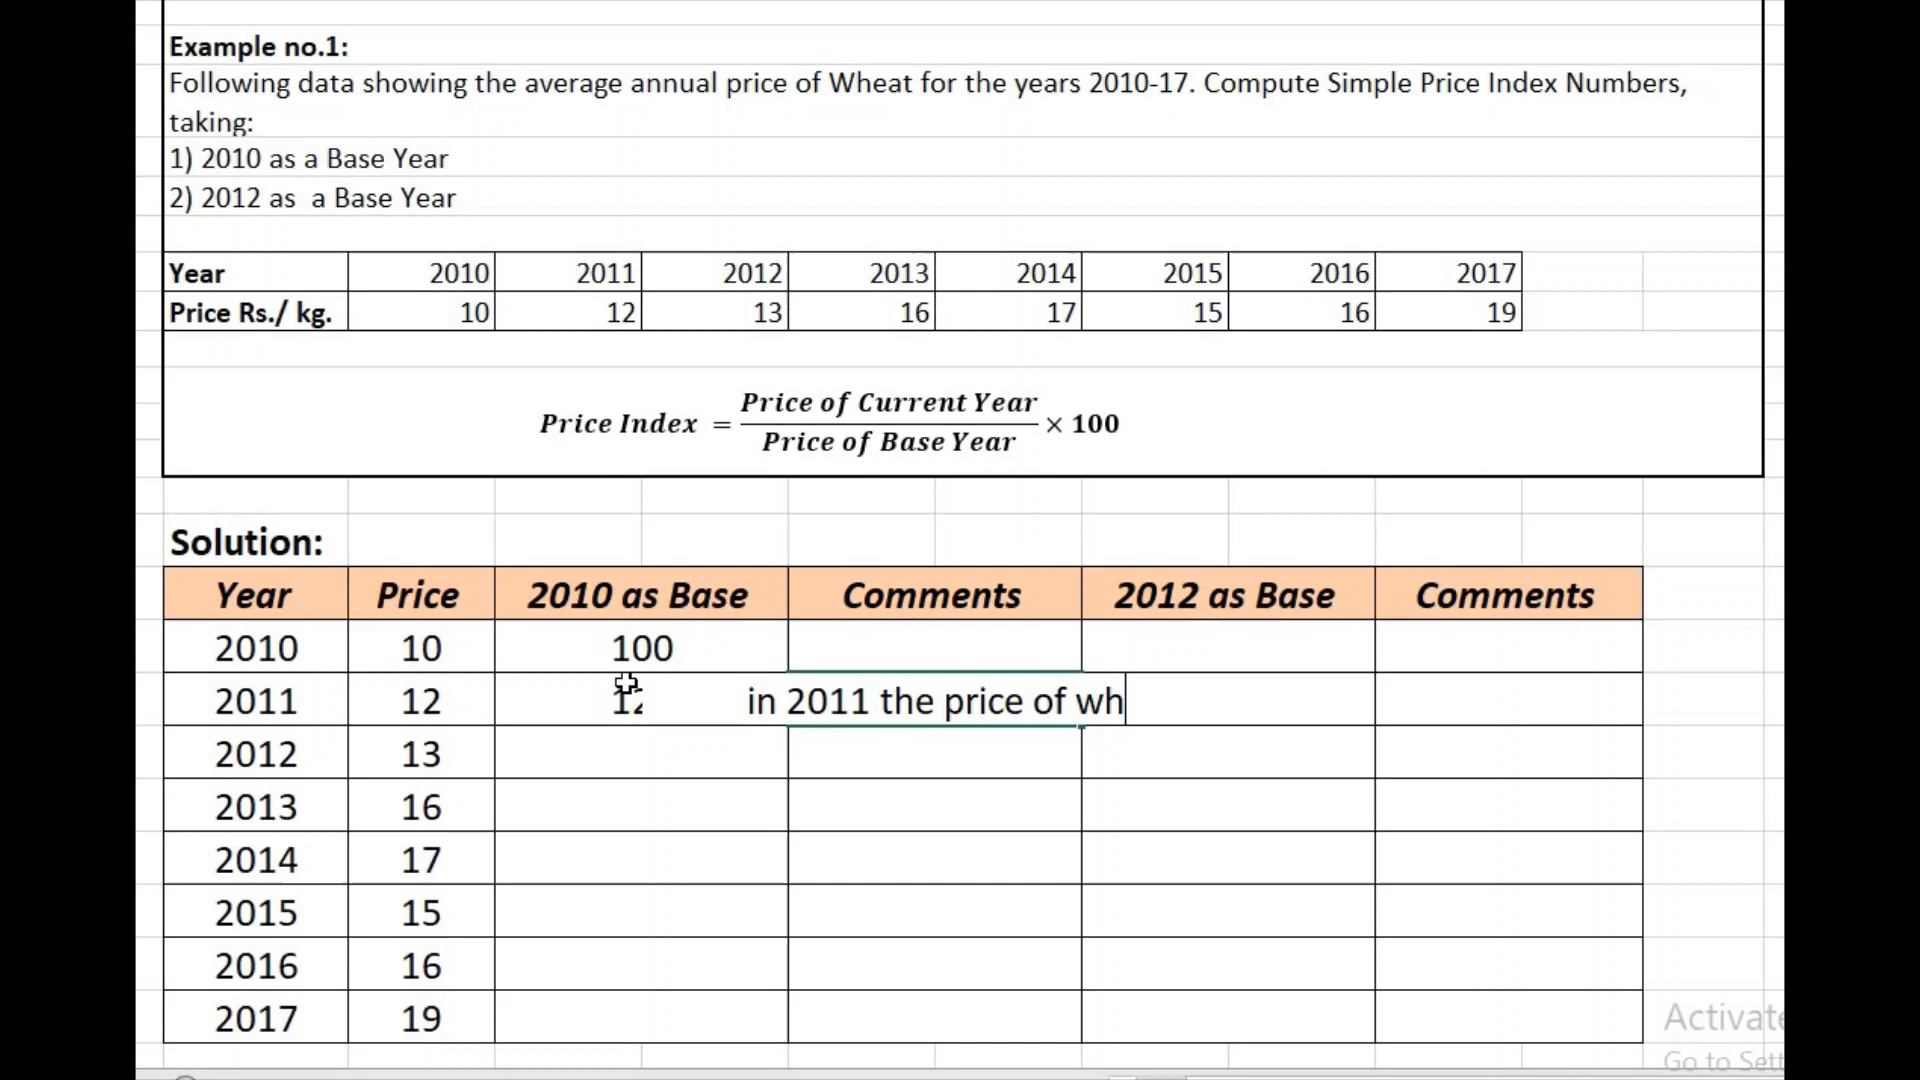 Example no.1:
Following data showing the average annual price of Wheat for the years 2010-17. Compute Simple Price Index Numbers,
taking:
1) 2010 as a Base Year
2) 2012 as  a Base Year
Year 2010 2011 2012 2013 2014 2015 2016 2017
Price Rs./ kg. 10 12 13 16 17 15 16 19
Price Index = Price of Current Year / Price of Base Year × 100
Solution:
Year Price 2010 as Base Comments 2012 as Base Comments
2010 10 100
2011 12 in 2011 the price of wh
2012 13
2013 16
2014 17
2015 15
2016 16
2017 19
Activate
Go to Sett